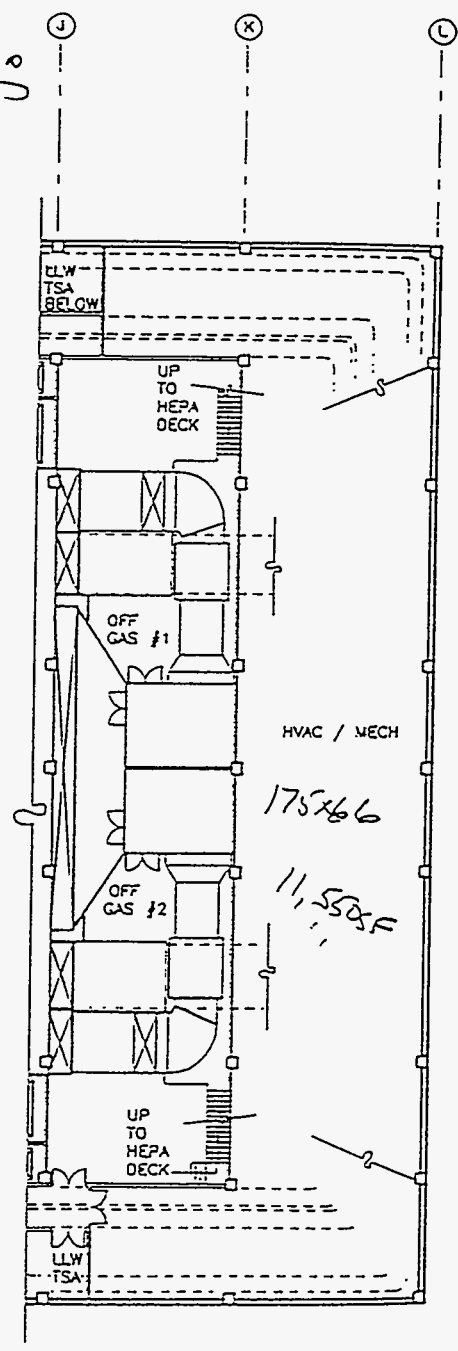 J
K
L
LLW
TSA
BELOW
UP
TO
HEPA
DECK
OFF
GAS #1
HVAC / MECH
175x66
11,550SF
OFF
GAS #2
UP
TO
HEPA
DECK
LLW
TSA